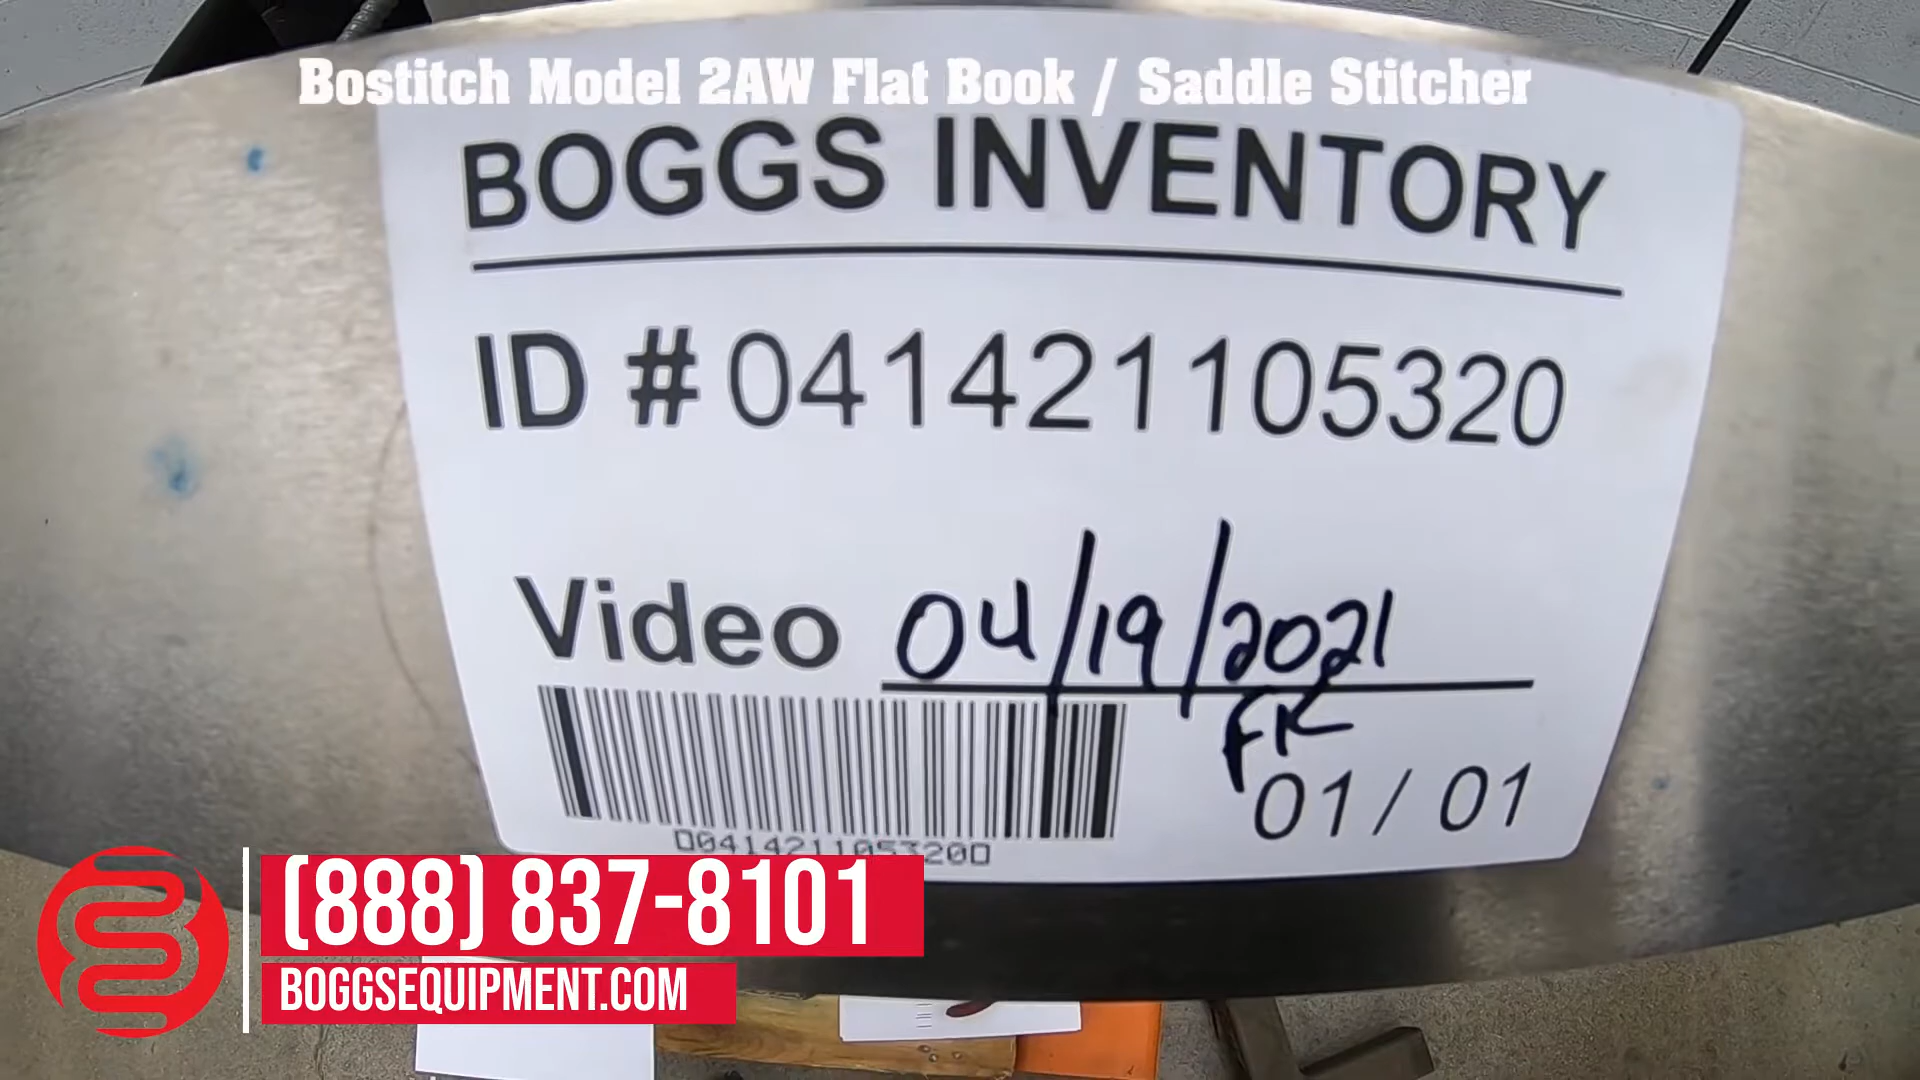 Bostitch Model 2AW Flat Book / Saddle Stitcher
BOGGS INVENTORY
ID # 041421105320
Video 04/19/2021
FK
01 / 01
(888) 837-8101
BOGGSEQUIPMENT.COM